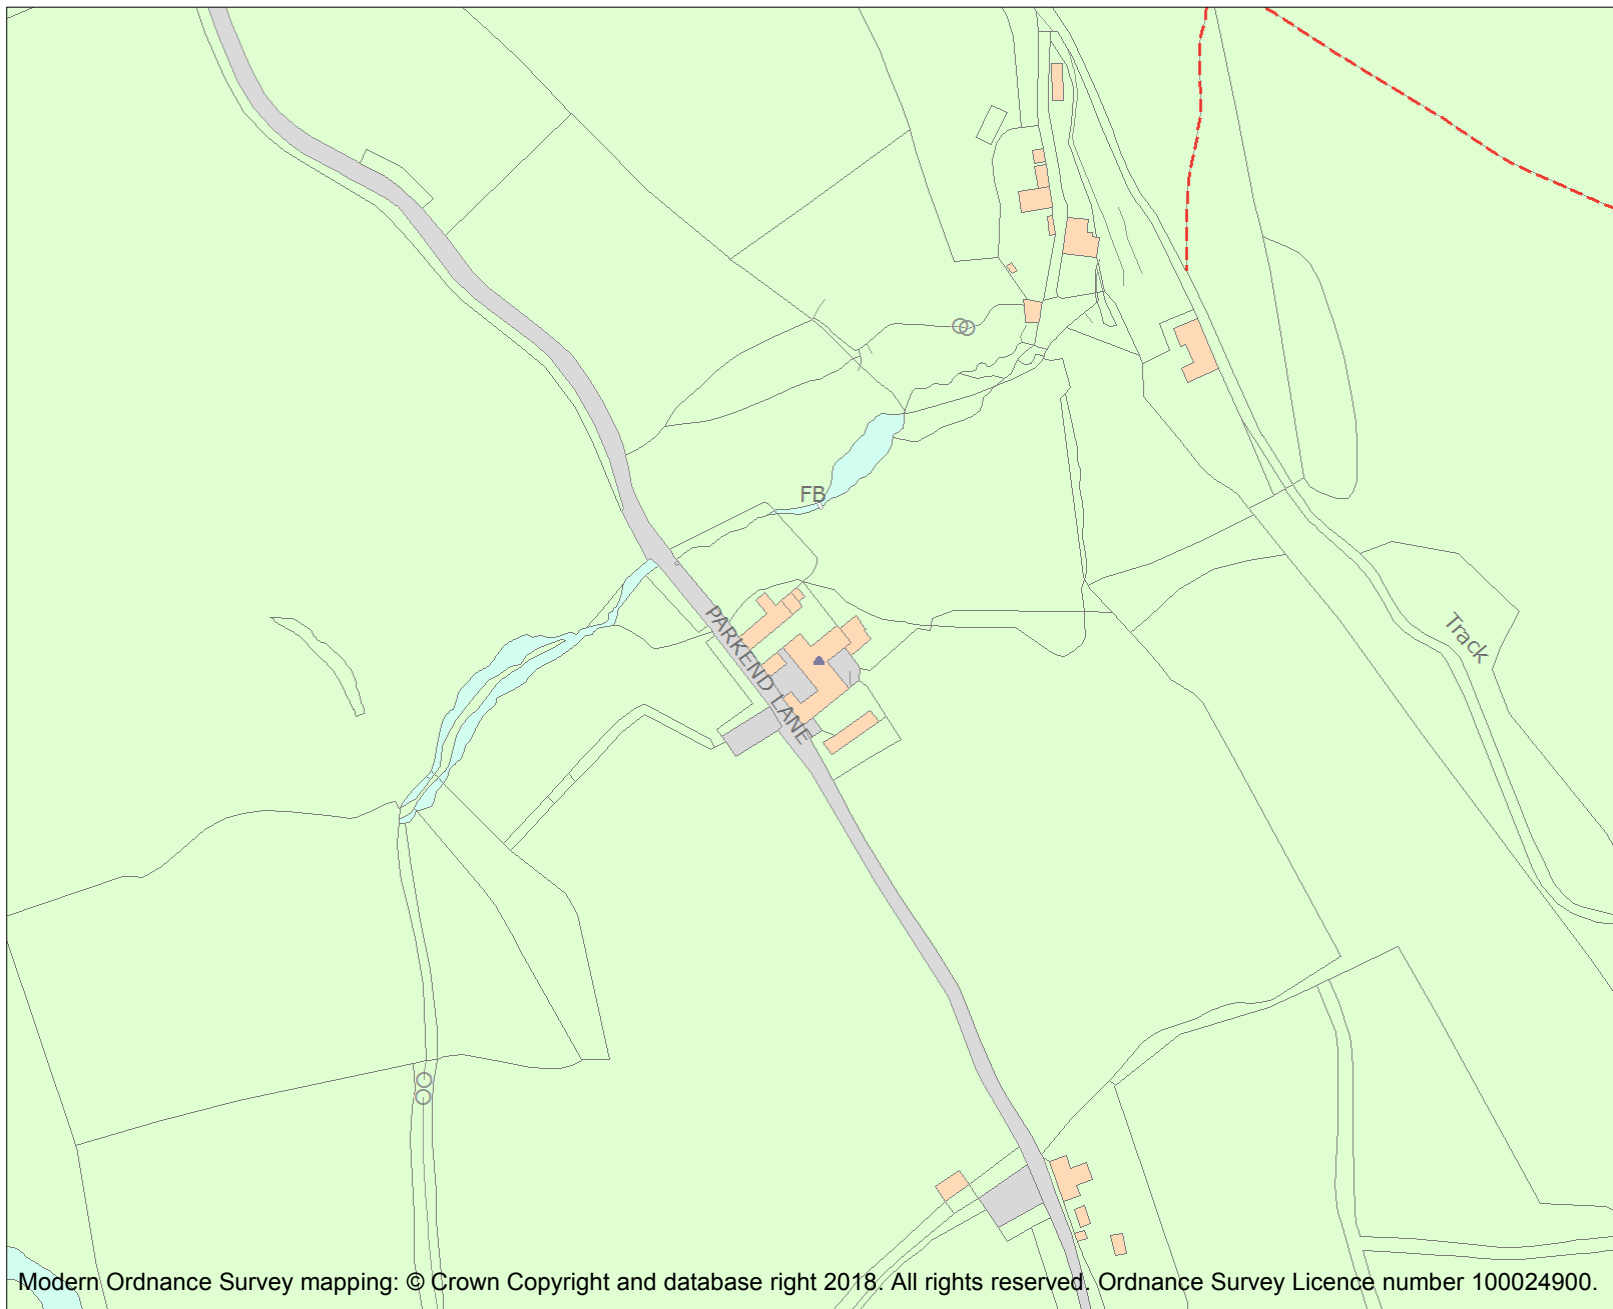 FB
PARKEND LANE
Track
Modern Ordnance Survey mapping: © Crown Copyright and database right 2018. All rights reserved. Ordnance Survey Licence number 100024900.